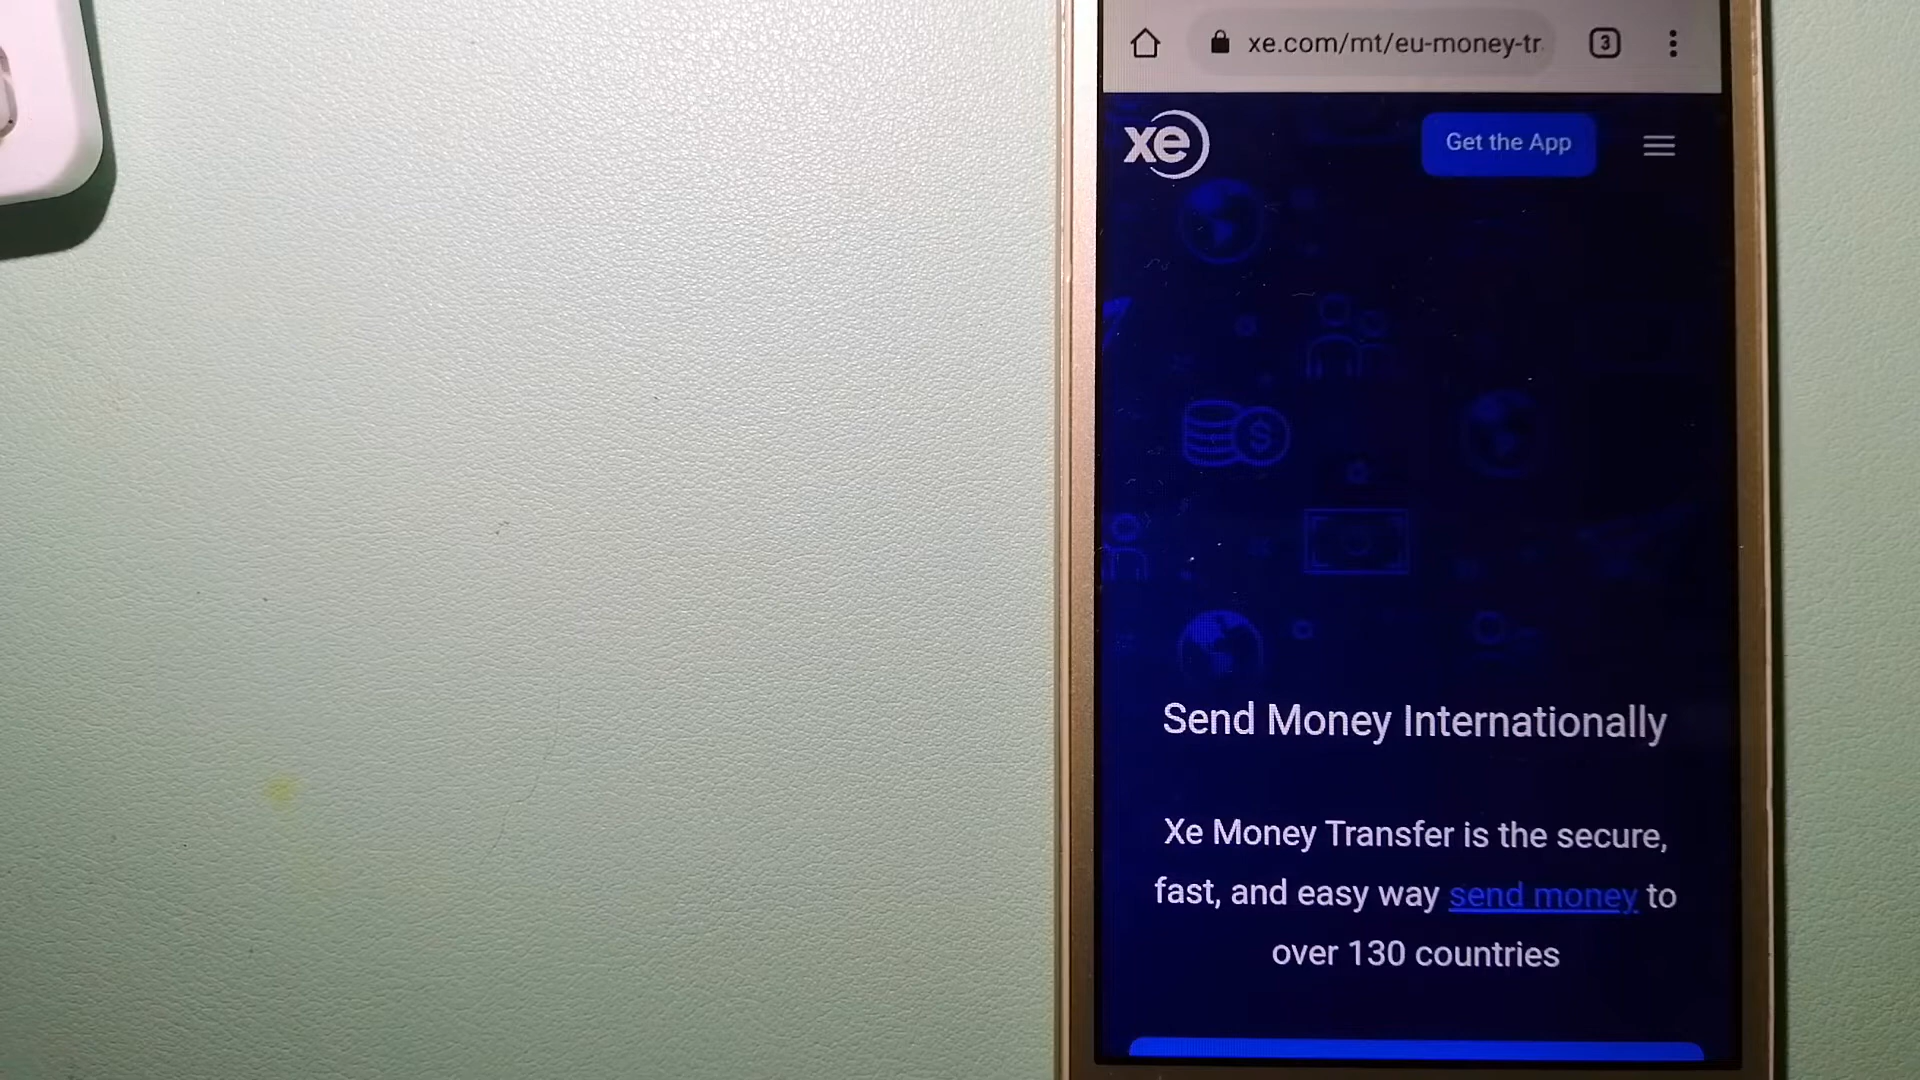 xe.com/mt/eu-money-tr
3
xe
Get the App
$
Send Money Internationally
Xe Money Transfer is the secure,
fast, and easy way send money to
over 130 countries